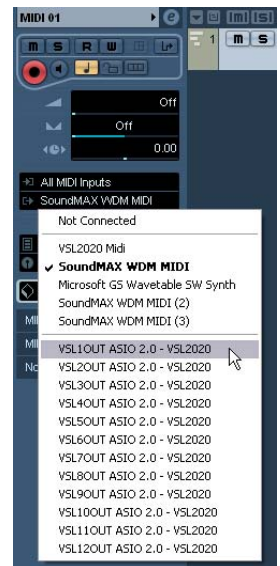 MIDI 01
M S R W
1 M S
Off
Off
0.00
All MIDI Inputs
SoundMAX WDM MIDI
Not Connected
VSL2020 Midi
✓ SoundMAX WDM MIDI
Microsoft GS Wavetable SW Synth
SoundMAX WDM MIDI (2)
SoundMAX WDM MIDI (3)
VSL1OUT ASIO 2.0 - VSL2020
VSL2OUT ASIO 2.0 - VSL2020
VSL3OUT ASIO 2.0 - VSL2020
VSL4OUT ASIO 2.0 - VSL2020
VSL5OUT ASIO 2.0 - VSL2020
VSL6OUT ASIO 2.0 - VSL2020
VSL7OUT ASIO 2.0 - VSL2020
VSL8OUT ASIO 2.0 - VSL2020
VSL9OUT ASIO 2.0 - VSL2020
VSL10OUT ASIO 2.0 - VSL2020
VSL11OUT ASIO 2.0 - VSL2020
VSL12OUT ASIO 2.0 - VSL2020